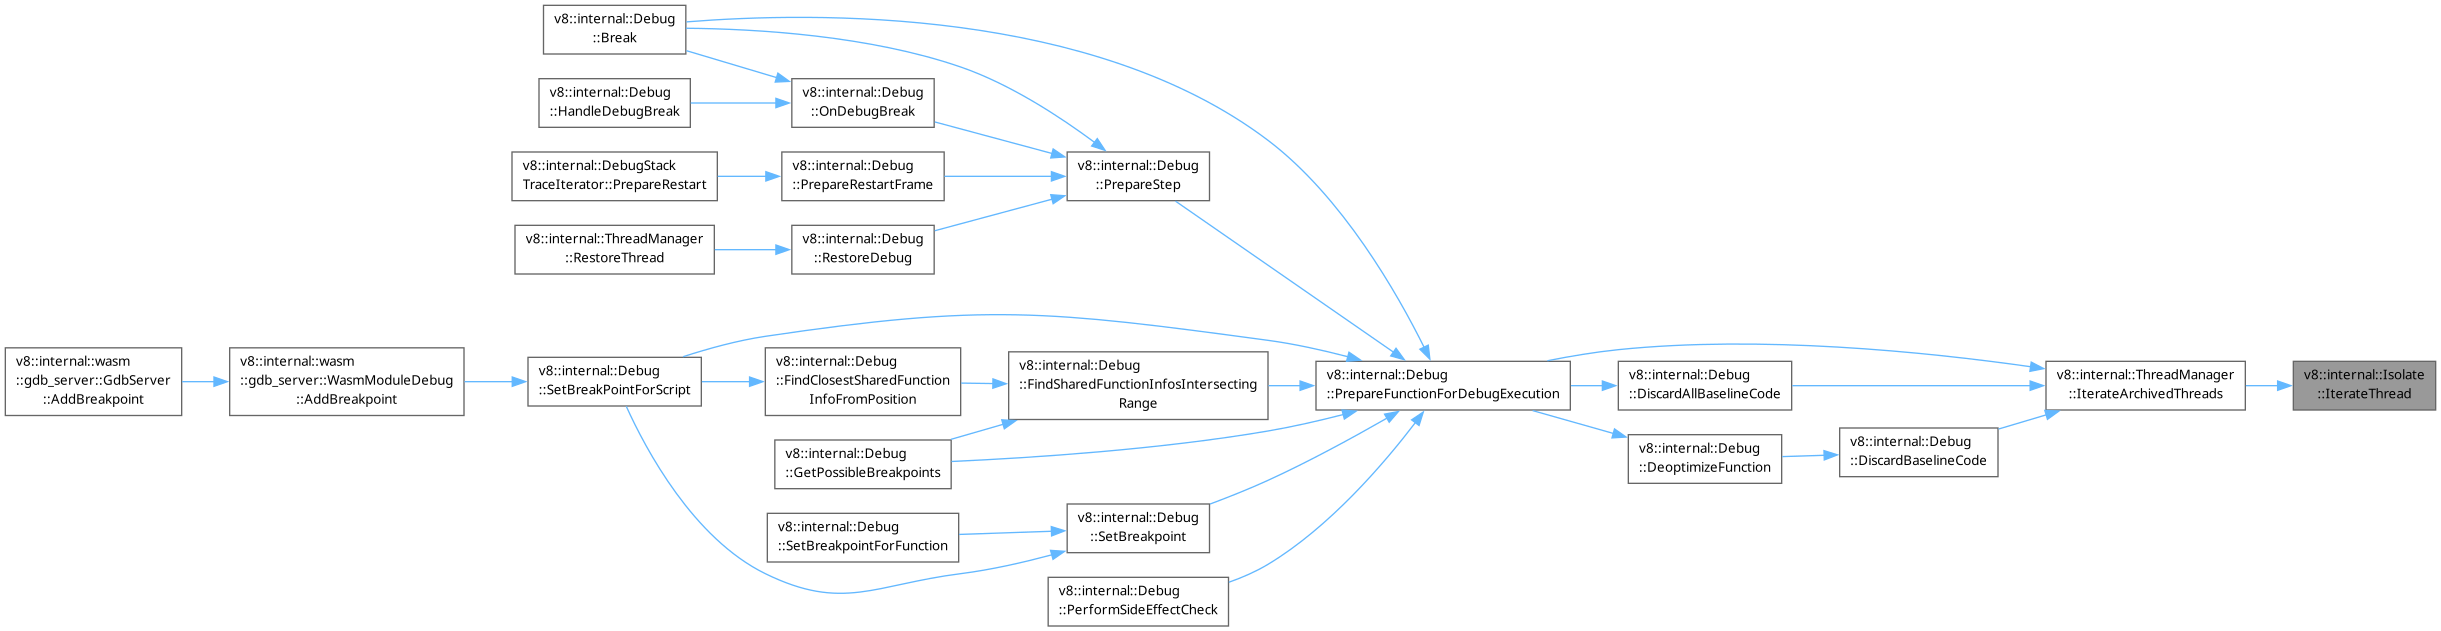 v8::internal::Debug
::Break
v8::internal::Debug
::HandleDebugBreak
v8::internal::Debug
::OnDebugBreak
v8::internal::DebugStack
TraceIterator::PrepareRestart
v8::internal::Debug
::PrepareRestartFrame
v8::internal::Debug
::PrepareStep
v8::internal::ThreadManager
::RestoreThread
v8::internal::Debug
::RestoreDebug
v8::internal::wasm
::gdb_server::GdbServer
::AddBreakpoint
v8::internal::wasm
::gdb_server::WasmModuleDebug
::AddBreakpoint
v8::internal::Debug
::SetBreakPointForScript
v8::internal::Debug
::FindClosestSharedFunction
InfoFromPosition
v8::internal::Debug
::FindSharedFunctionInfosIntersecting
Range
v8::internal::Debug
::PrepareFunctionForDebugExecution
v8::internal::Debug
::DiscardAllBaselineCode
v8::internal::ThreadManager
::IterateArchivedThreads
v8::internal::Isolate
::IterateThread
v8::internal::Debug
::GetPossibleBreakpoints
v8::internal::Debug
::DeoptimizeFunction
v8::internal::Debug
::DiscardBaselineCode
v8::internal::Debug
::SetBreakpointForFunction
v8::internal::Debug
::SetBreakpoint
v8::internal::Debug
::PerformSideEffectCheck